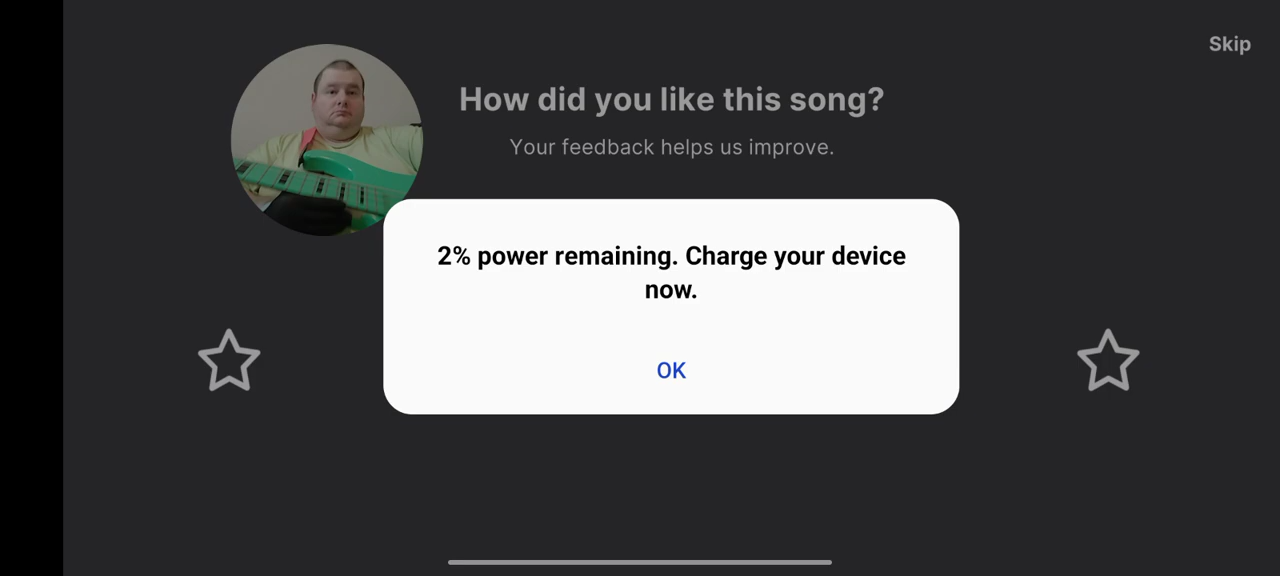 Skip
How did you like this song?
Your feedback helps us improve.
2% power remaining. Charge your device
now.
OK